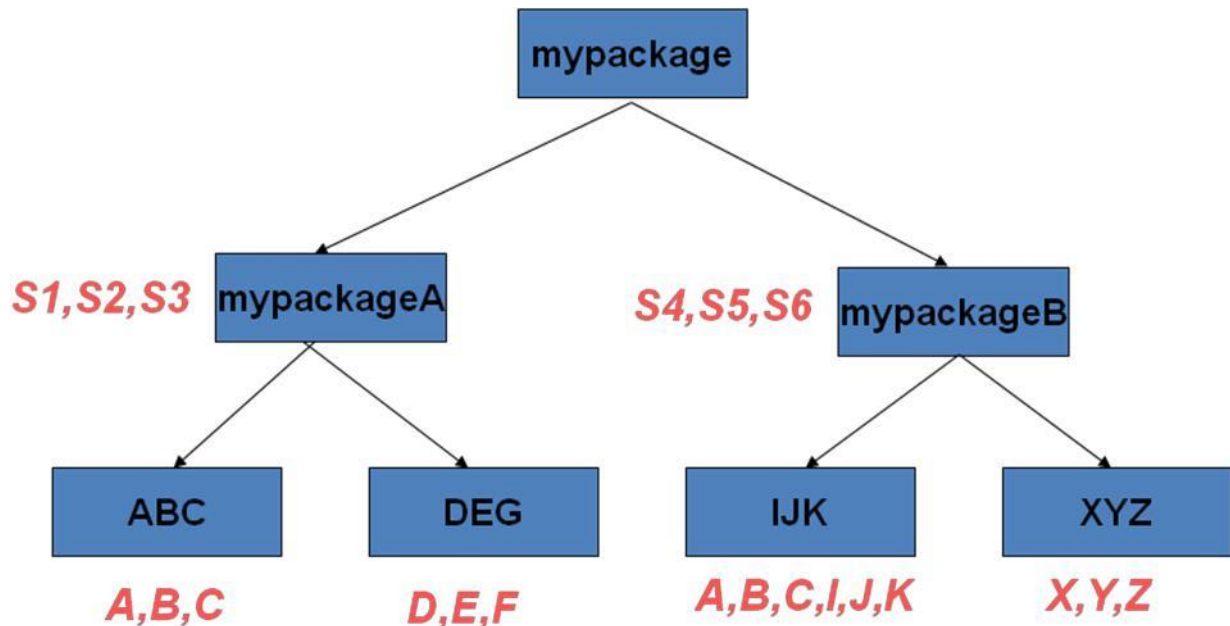 mypackage
S1,S2,S3
mypackageA
S4,S5,S6
mypackageB
ABC
DEG
IJK
XYZ
A,B,C
D,E,F
A,B,C,I,J,K
X,Y,Z